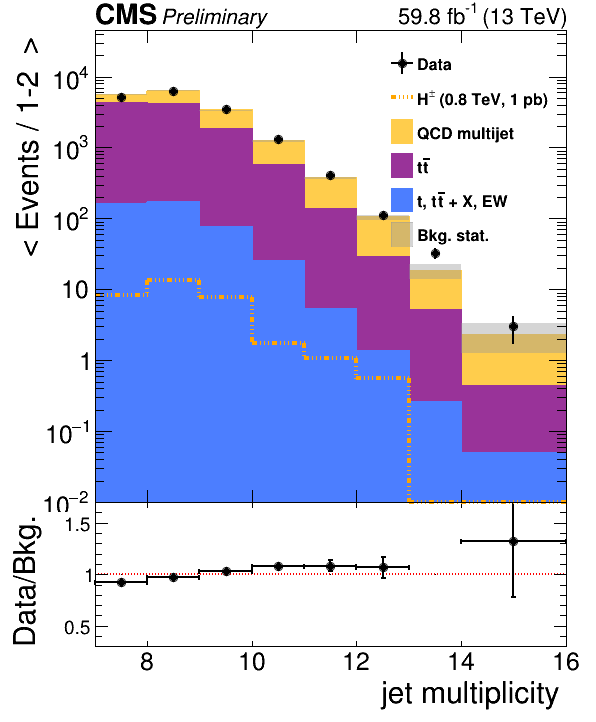 CMS Preliminary 59.8 fb⁻¹ (13 TeV)
< Events / 1-2 >
10⁴
10³
10²
10
1
10⁻¹
10⁻²
Data
H± (0.8 TeV, 1 pb)
QCD multijet
tt̄
t, tt̄ + X, EW
Bkg. stat.
Data/Bkg.
1.5
1
0.5
8 10 12 14 16
jet multiplicity